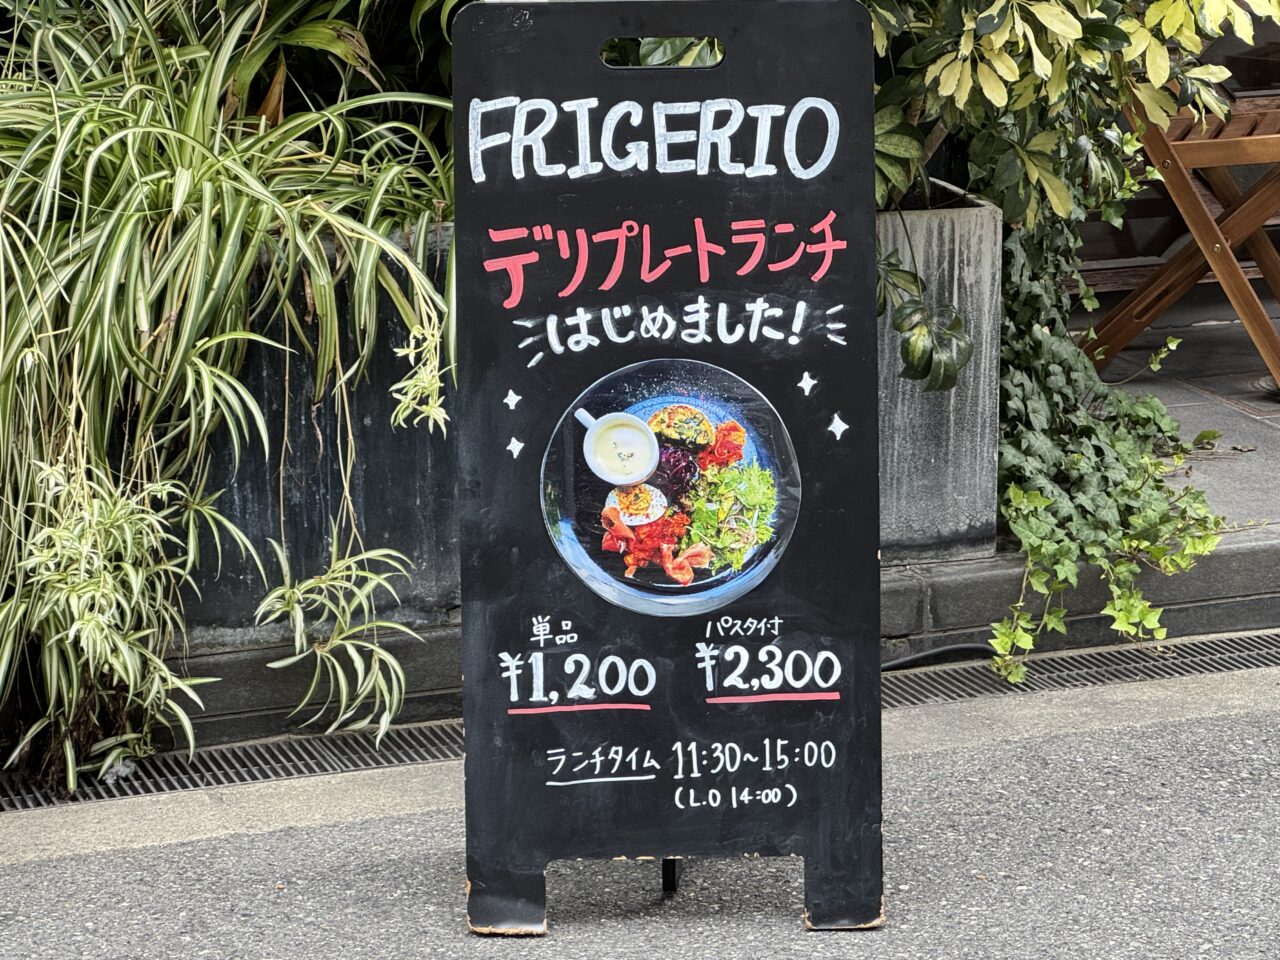 FRIGERIO
デリプレートランチ
はじめました!
単品
¥1,200
パスタ付
¥2,300
ランチタイム 11:30~15:00
(L.O 14:00)